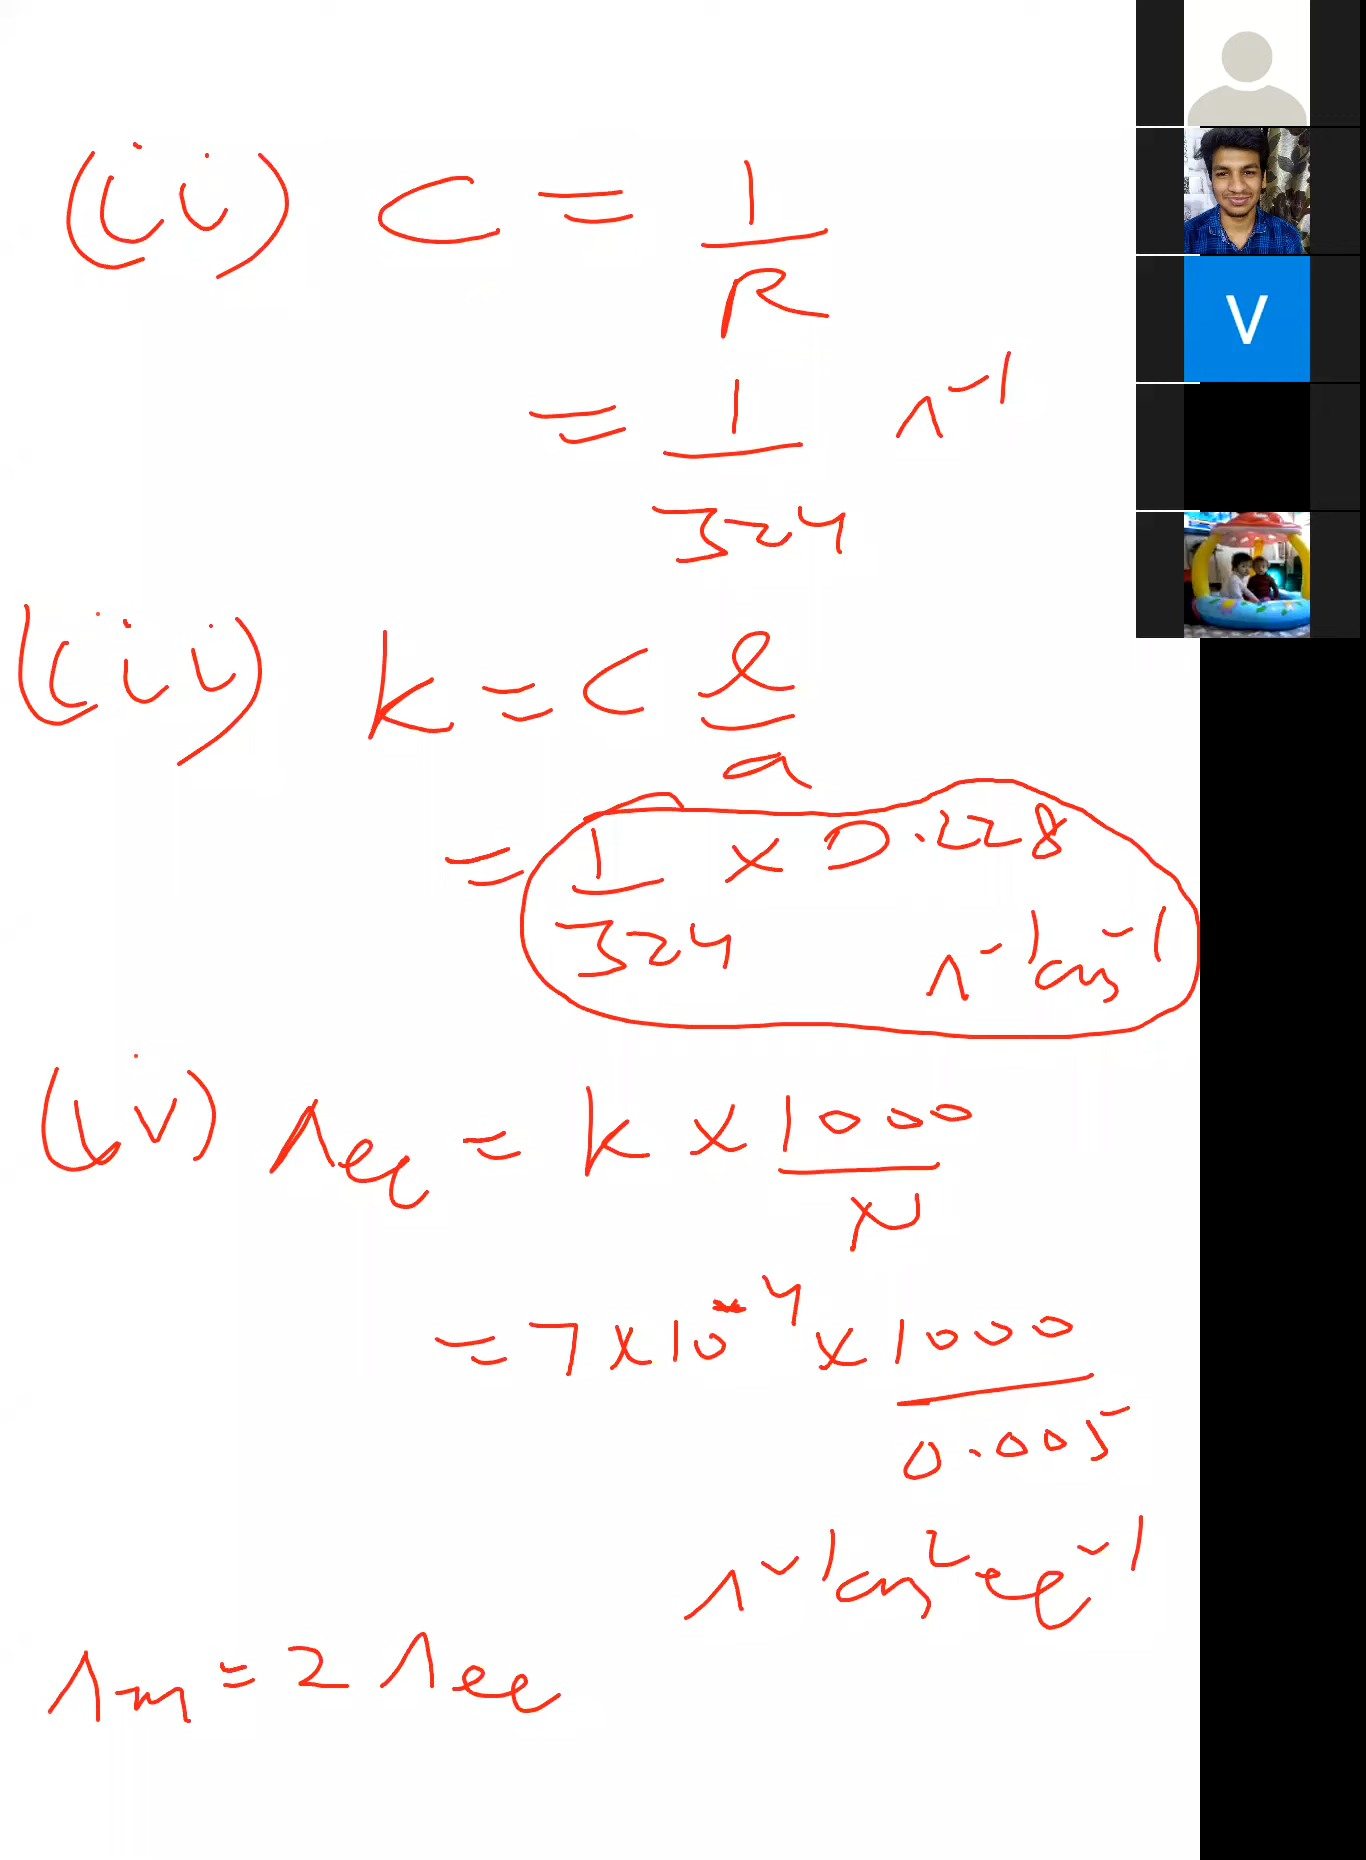 (ii) C = 1/R
= 1/324 Λ⁻¹
V
(iii) k = C l/a
= 1/324 × 0.228 Λ⁻¹cm⁻¹
(iv) Λeq = k × 1000/N
= 7×10⁻⁴ × 1000/0.005
Λ⁻¹cm²eq⁻¹
Λm = 2 Λeq